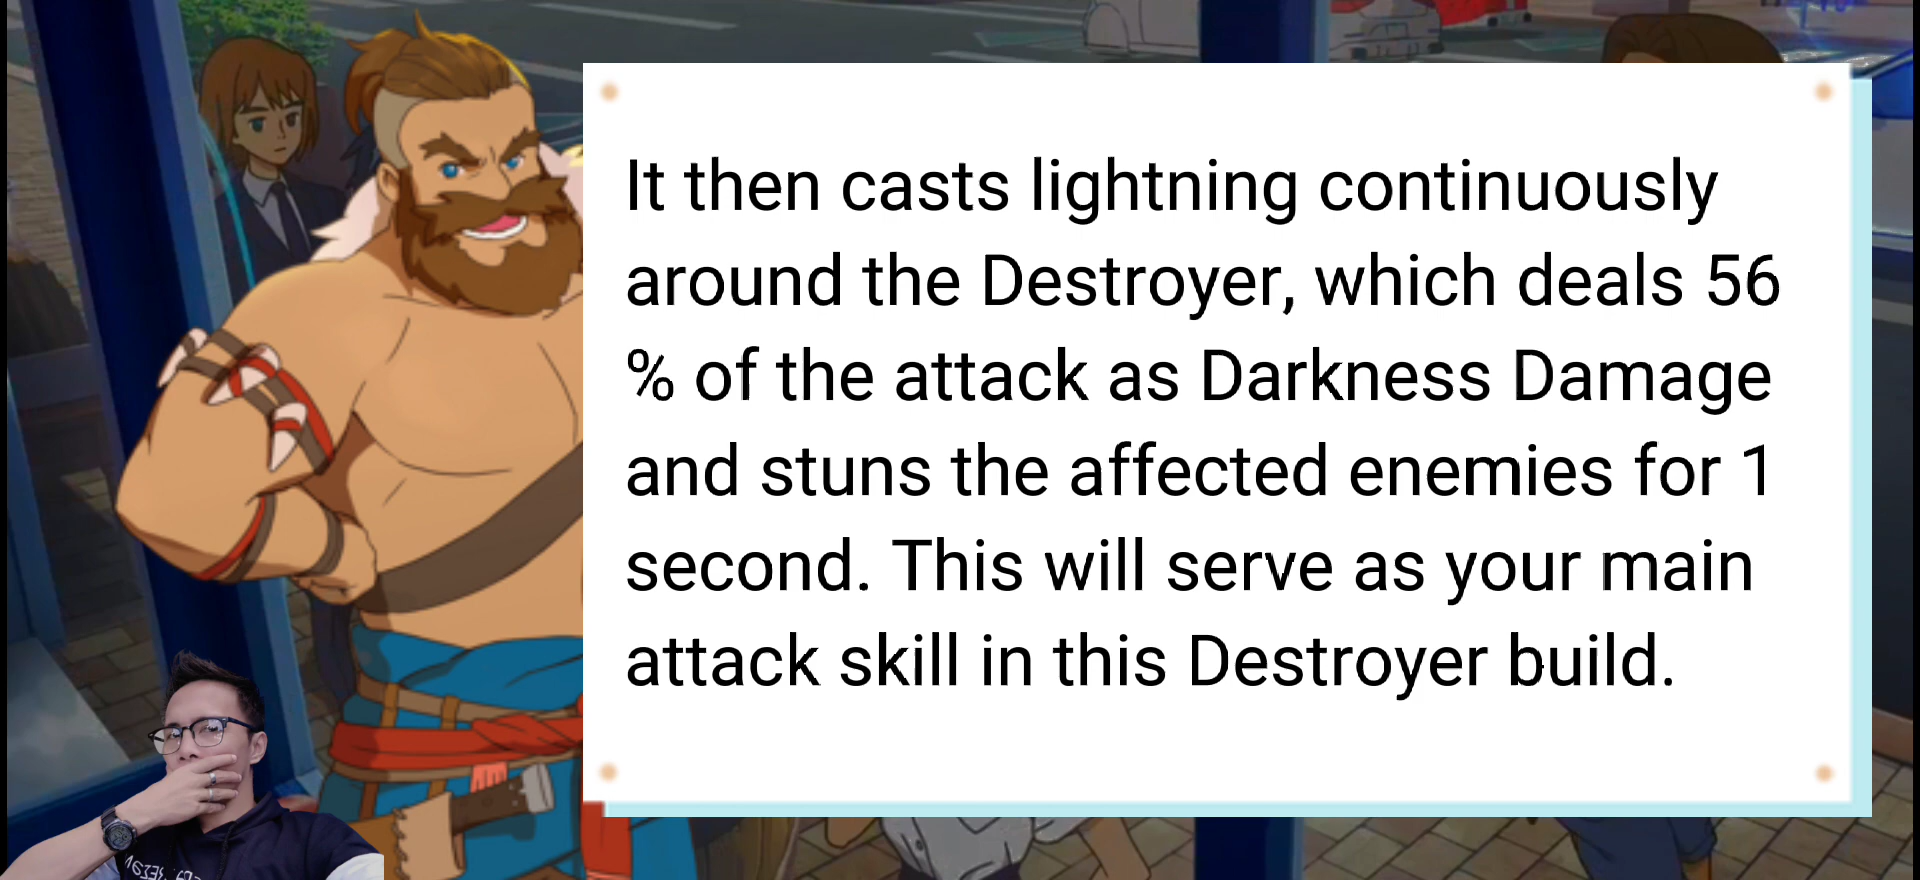 It then casts lightning continuously
around the Destroyer, which deals 56
% of the attack as Darkness Damage
and stuns the affected enemies for 1
second. This will serve as your main
attack skill in this Destroyer build.